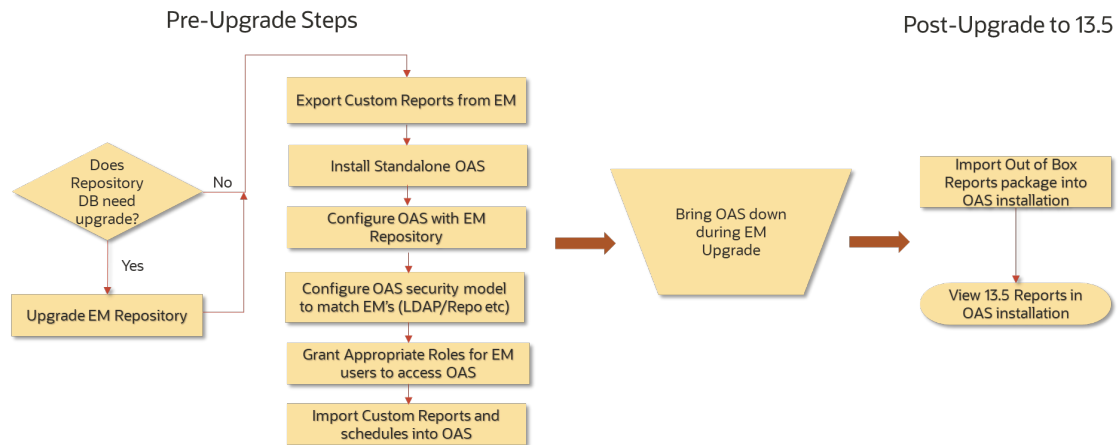 Pre-Upgrade Steps
Post-Upgrade to 13.5
Does
Repository
DB need
upgrade?
No
Yes
Upgrade EM Repository
Export Custom Reports from EM
Install Standalone OAS
Configure OAS with EM
Repository
Configure OAS security model
to match EM's (LDAP/Repo etc)
Grant Appropriate Roles for EM
users to access OAS
Import Custom Reports and
schedules into OAS
Bring OAS down
during EM
Upgrade
Import Out of Box
Reports package into
OAS installation
View 13.5 Reports in
OAS installation